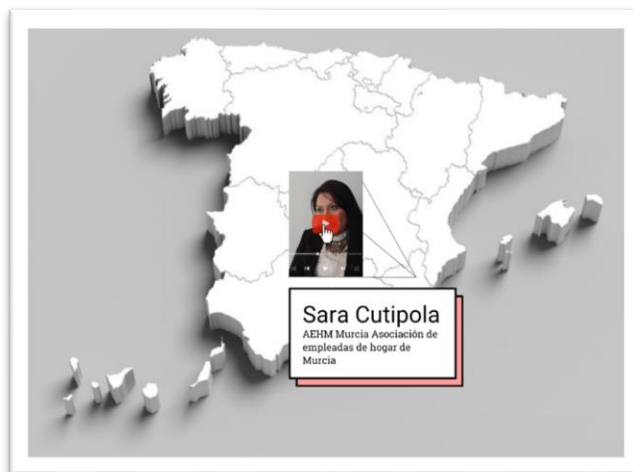 Sara Cutipola
AEHM Murcia Asociación de
empleadas de hogar de
Murcia